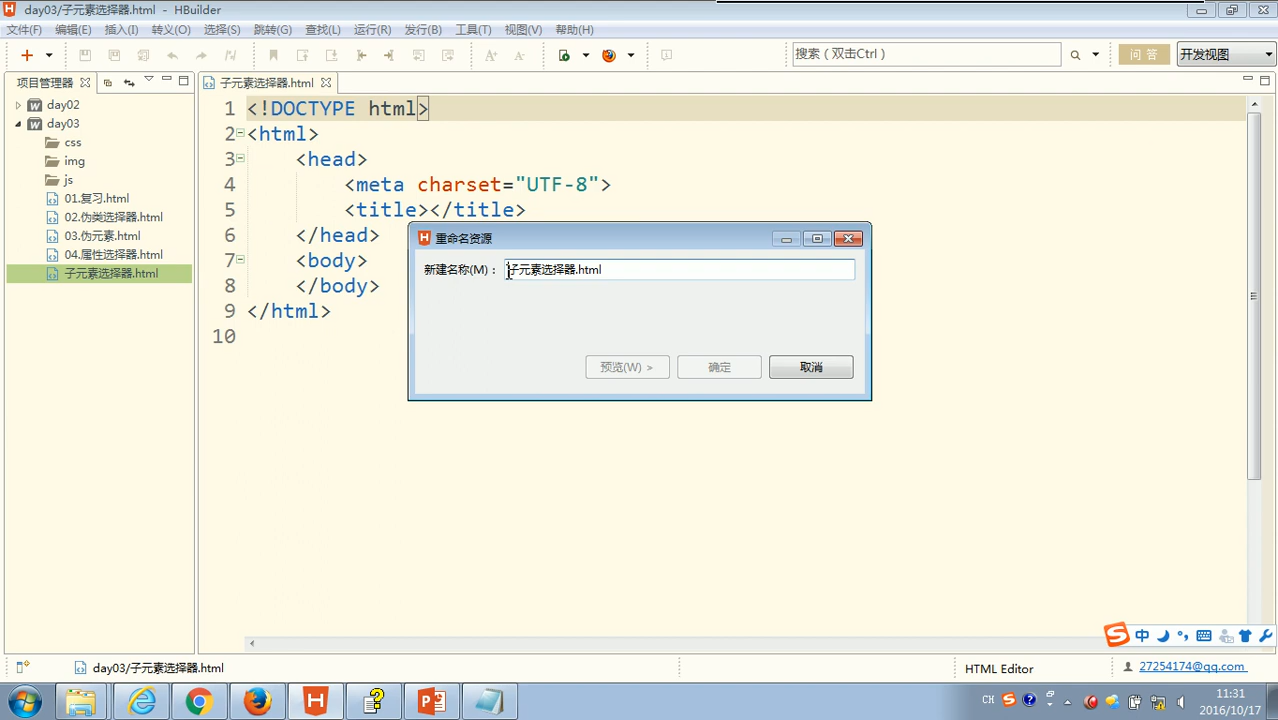 day03/子元素选择器.html - HBuilder
文件(F) 编辑(E) 插入(I) 转义(O) 选择(S) 跳转(G) 查找(L) 运行(R) 发行(B) 工具(T) 视图(V) 帮助(H)
搜索（双击Ctrl） 问答 开发视图
项目管理器
子元素选择器.html
day02
day03
css
img
js
01.复习.html
02.伪类选择器.html
03.伪元素.html
04.属性选择器.html
子元素选择器.html
1 <!DOCTYPE html>
2 <html>
3 <head>
4 <meta charset="UTF-8">
5 <title></title>
6 </head>
7 <body>
8 </body>
9 </html>
10
重命名资源
新建名称(M)： 子元素选择器.html
预览(W) > 确定 取消
中
day03/子元素选择器.html
HTML Editor
27254174@qq.com
CH
11:31
2016/10/17